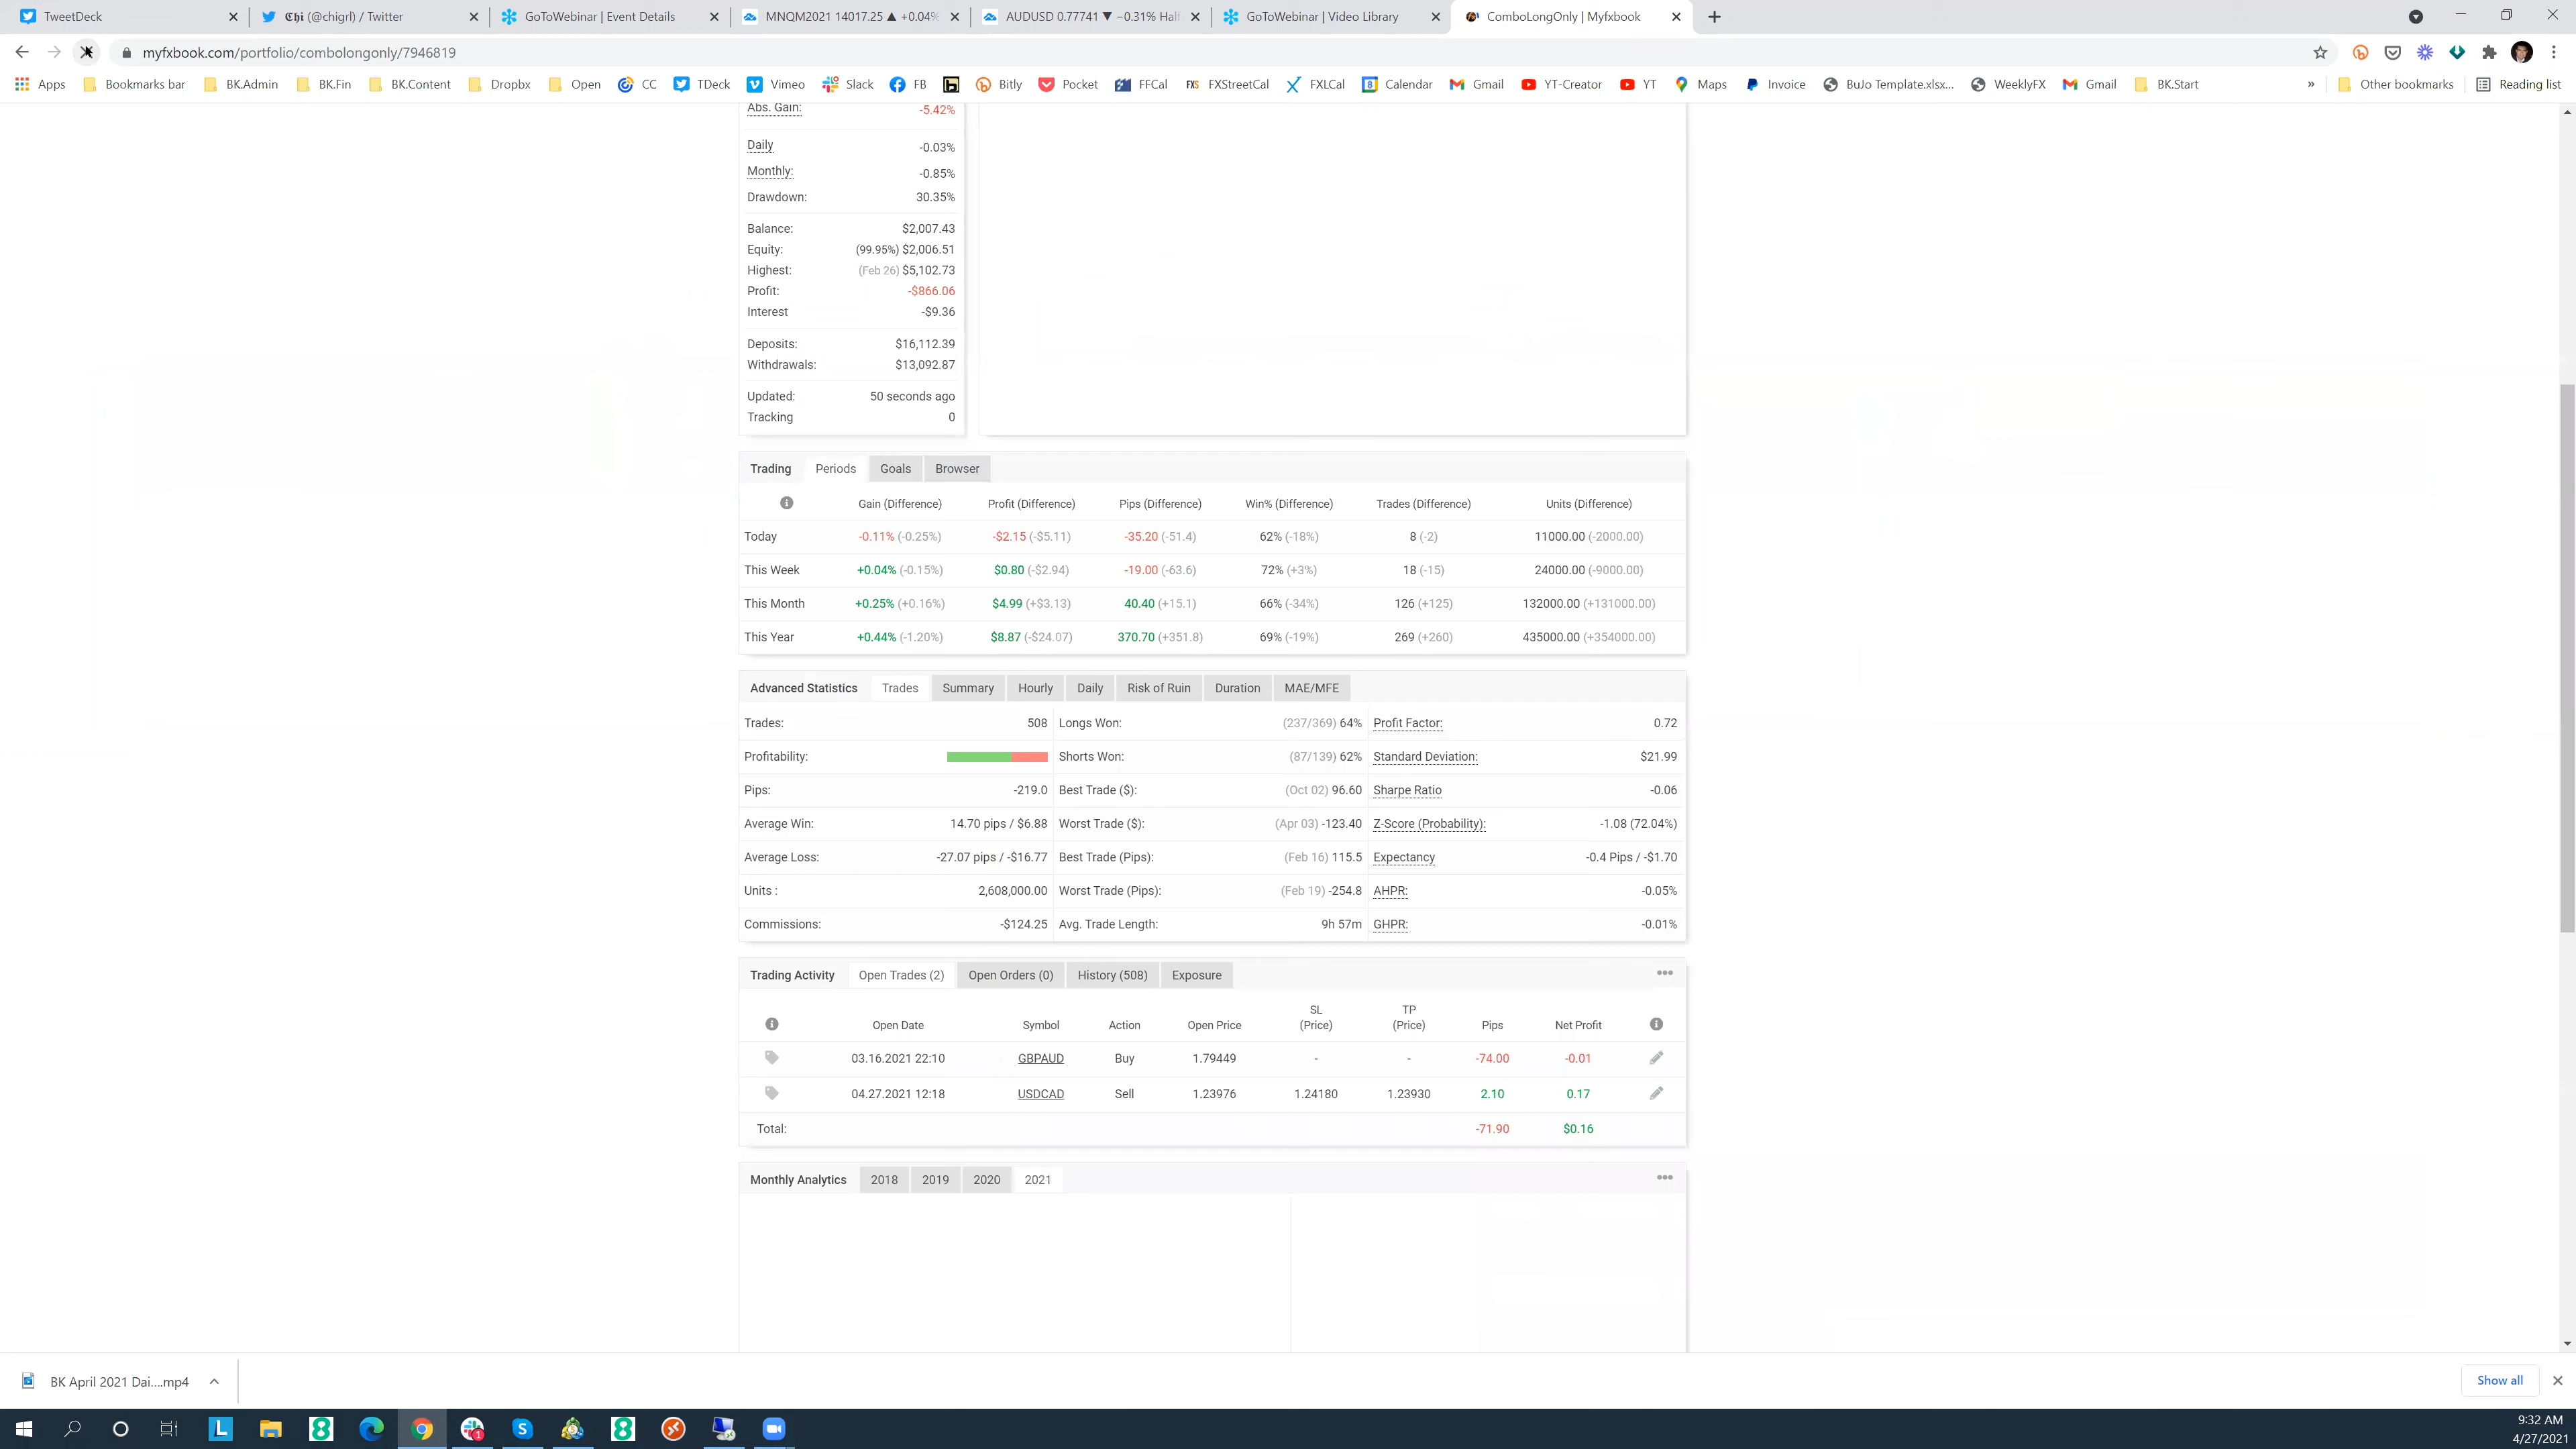 TweetDeck
𝕮𝖍𝖎 (@chigrl) / Twitter
GoToWebinar | Event Details
MNQM2021 14017.25 ▲ +0.04%
AUDUSD 0.77741 ▼ −0.31% Half
GoToWebinar | Video Library
ComboLongOnly | Myfxbook
myfxbook.com/portfolio/combolongonly/7946819
Apps Bookmarks bar BK.Admin BK.Fin BK.Content Dropbx Open CC TDeck Vimeo Slack FB Bitly Pocket FFCal FXStreetCal FXLCal Calendar Gmail YT-Creator YT Maps Invoice BuJo Template.xlsx... WeeklyFX Gmail BK.Start » Other bookmarks Reading list
Abs. Gain: -5.42%
Daily -0.03%
Monthly: -0.85%
Drawdown: 30.35%
Balance: $2,007.43
Equity: (99.95%) $2,006.51
Highest: (Feb 26) $5,102.73
Profit: -$866.06
Interest -$9.36
Deposits: $16,112.39
Withdrawals: $13,092.87
Updated: 50 seconds ago
Tracking 0
Trading Periods Goals Browser
Gain (Difference) Profit (Difference) Pips (Difference) Win% (Difference) Trades (Difference) Units (Difference)
Today -0.11% (-0.25%) -$2.15 (-$5.11) -35.20 (-51.4) 62% (-18%) 8 (-2) 11000.00 (-2000.00)
This Week +0.04% (-0.15%) $0.80 (-$2.94) -19.00 (-63.6) 72% (+3%) 18 (-15) 24000.00 (-9000.00)
This Month +0.25% (+0.16%) $4.99 (+$3.13) 40.40 (+15.1) 66% (-34%) 126 (+125) 132000.00 (+131000.00)
This Year +0.44% (-1.20%) $8.87 (-$24.07) 370.70 (+351.8) 69% (-19%) 269 (+260) 435000.00 (+354000.00)
Advanced Statistics Trades Summary Hourly Daily Risk of Ruin Duration MAE/MFE
Trades: 508 Longs Won: (237/369) 64% Profit Factor: 0.72
Profitability: Shorts Won: (87/139) 62% Standard Deviation: $21.99
Pips: -219.0 Best Trade ($): (Oct 02) 96.60 Sharpe Ratio -0.06
Average Win: 14.70 pips / $6.88 Worst Trade ($): (Apr 03) -123.40 Z-Score (Probability): -1.08 (72.04%)
Average Loss: -27.07 pips / -$16.77 Best Trade (Pips): (Feb 16) 115.5 Expectancy -0.4 Pips / -$1.70
Units : 2,608,000.00 Worst Trade (Pips): (Feb 19) -254.8 AHPR: -0.05%
Commissions: -$124.25 Avg. Trade Length: 9h 57m GHPR: -0.01%
Trading Activity Open Trades (2) Open Orders (0) History (508) Exposure
Open Date Symbol Action Open Price SL (Price) TP (Price) Pips Net Profit
03.16.2021 22:10 GBPAUD Buy 1.79449 - - -74.00 -0.01
04.27.2021 12:18 USDCAD Sell 1.23976 1.24180 1.23930 2.10 0.17
Total: -71.90 $0.16
Monthly Analytics 2018 2019 2020 2021
BK April 2021 Dai....mp4
Show all
9:32 AM
4/27/2021